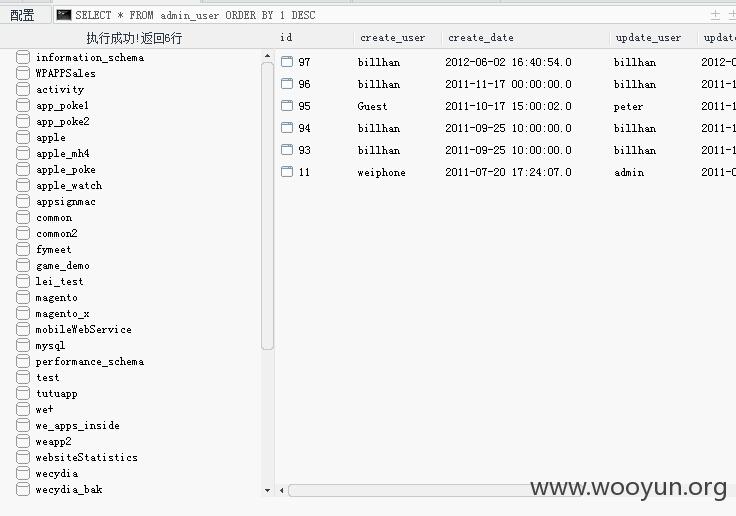 配置 SELECT * FROM admin_user ORDER BY 1 DESC
执行成功!返回6行
information_schema
WPAPPSales
activity
app_poke1
app_poke2
apple
apple_mh4
apple_poke
apple_watch
appsignmac
common
common2
fymeet
game_demo
lei_test
magento
magento_x
mobileWebService
mysql
performance_schema
test
tutuapp
we+
we_apps_inside
weapp2
websiteStatistics
wecydia
wecydia_bak
id create_user create_date update_user updat
97 billhan 2012-06-02 16:40:54.0 billhan 2012-0
96 billhan 2011-11-17 00:00:00.0 billhan 2011-1
95 Guest 2011-10-17 15:00:02.0 peter 2011-1
94 billhan 2011-09-25 10:00:00.0 billhan 2011-1
93 billhan 2011-09-25 10:00:00.0 billhan 2011-1
11 weiphone 2011-07-20 17:24:07.0 admin 2011-0
www.wooyun.org